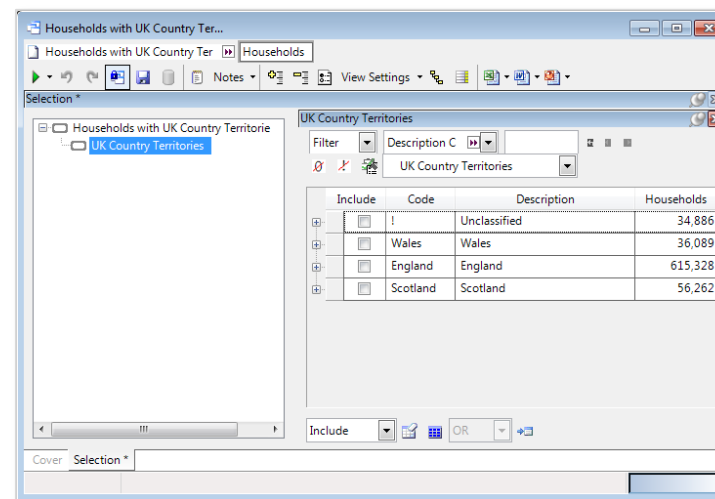 Households with UK Country Ter...
Households with UK Country Ter Households
Notes View Settings
Selection *
Households with UK Country Territorie
UK Country Territories
UK Country Territories
Filter Description C
UK Country Territories
Include Code Description Households
! Unclassified 34,886
Wales Wales 36,089
England England 615,328
Scotland Scotland 56,262
Include OR
Cover Selection *